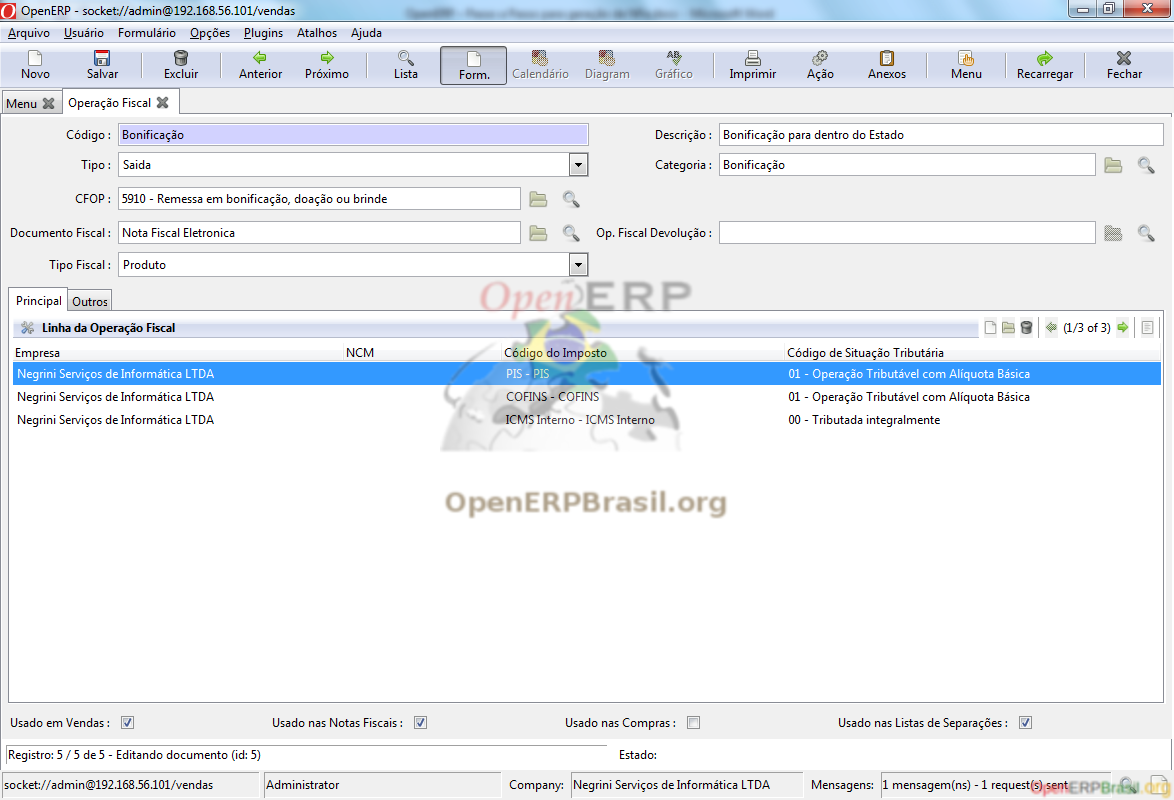 OpenERP - socket://admin@192.168.56.101/vendas
Arquivo Usuário Formulário Opções Plugins Atalhos Ajuda
Novo Salvar Excluir Anterior Próximo Lista Form. Calendário Diagram Gráfico Imprimir Ação Anexos Menu Recarregar Fechar
Menu Operação Fiscal
Código : Bonificação Descrição : Bonificação para dentro do Estado
Tipo : Saida Categoria : Bonificação
CFOP : 5910 - Remessa em bonificação, doação ou brinde
Documento Fiscal : Nota Fiscal Eletronica Op. Fiscal Devolução :
Tipo Fiscal : Produto
OpenERP
Principal Outros
Linha da Operação Fiscal (1/3 of 3)
Empresa NCM Código do Imposto Código de Situação Tributária
Negrini Serviços de Informática LTDA PIS - PIS 01 - Operação Tributável com Alíquota Básica
Negrini Serviços de Informática LTDA COFINS - COFINS 01 - Operação Tributável com Alíquota Básica
Negrini Serviços de Informática LTDA ICMS Interno - ICMS Interno 00 - Tributada integralmente
OpenERPBrasil.org
Usado em Vendas : Usado nas Notas Fiscais : Usado nas Compras : Usado nas Listas de Separações :
Registro: 5 / 5 de 5 - Editando documento (id: 5) Estado:
socket://admin@192.168.56.101/vendas Administrator Company: Negrini Serviços de Informática LTDA Mensagens: 1 mensagem(ns) - 1 request(s) sent
OpenERPBrasil.org